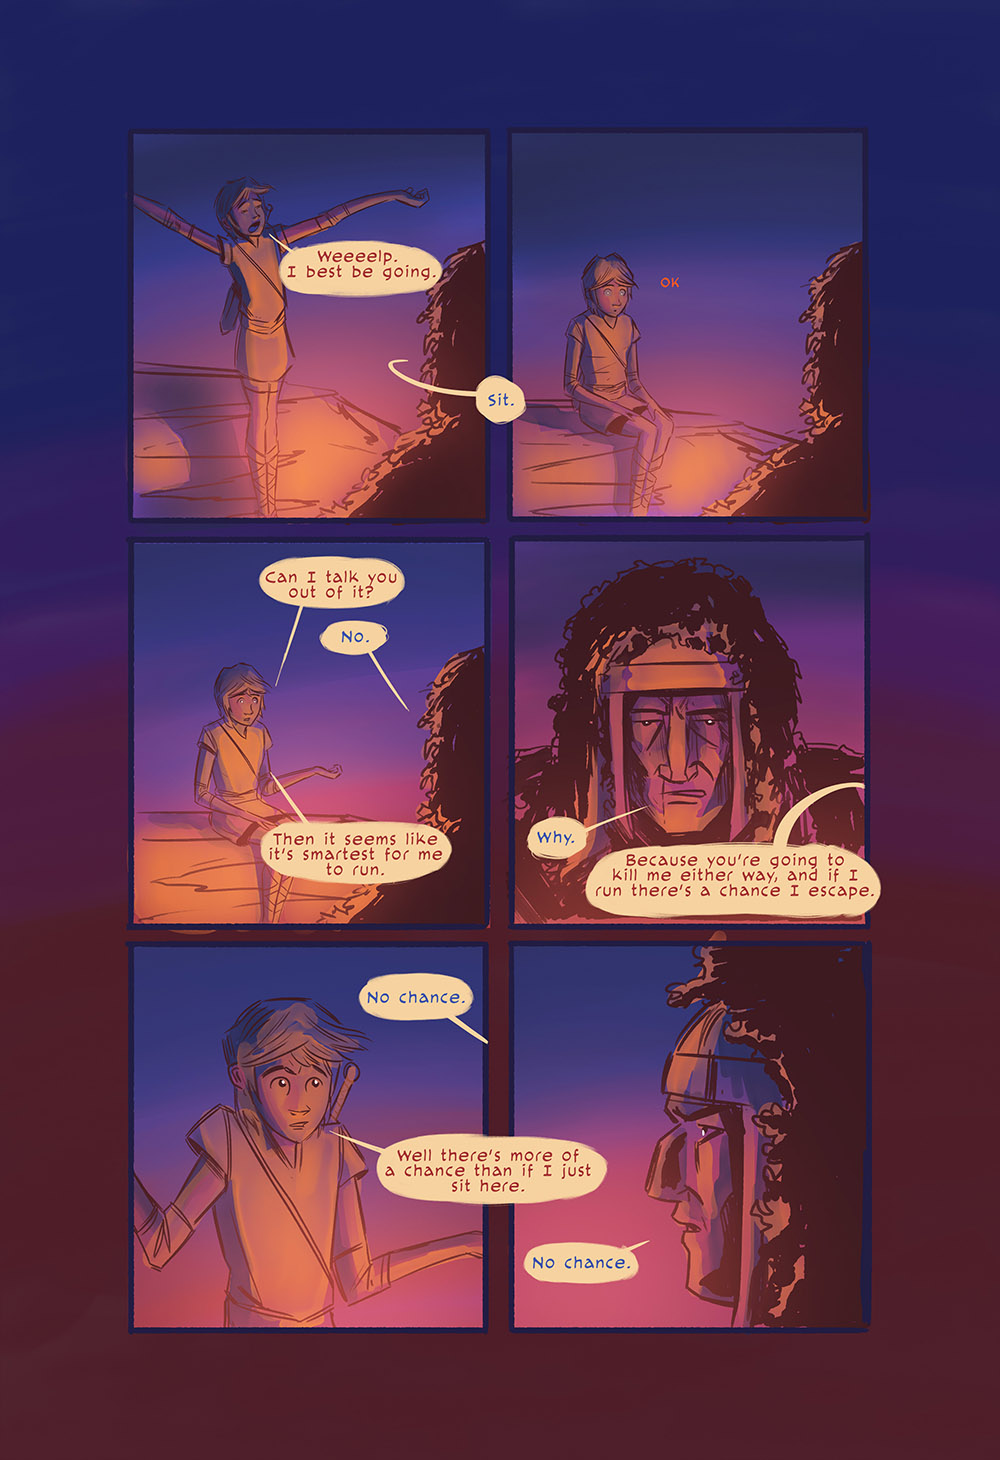 Weeeelp.
I best be going.
Sit.
OK
Can I talk you
out of it?
No.
Then it seems like
it's smartest for me
to run.
Why.
Because you're going to
kill me either way, and if I
run there's a chance I escape.
No chance.
Well there's more of
a chance than if I just
sit here.
No chance.